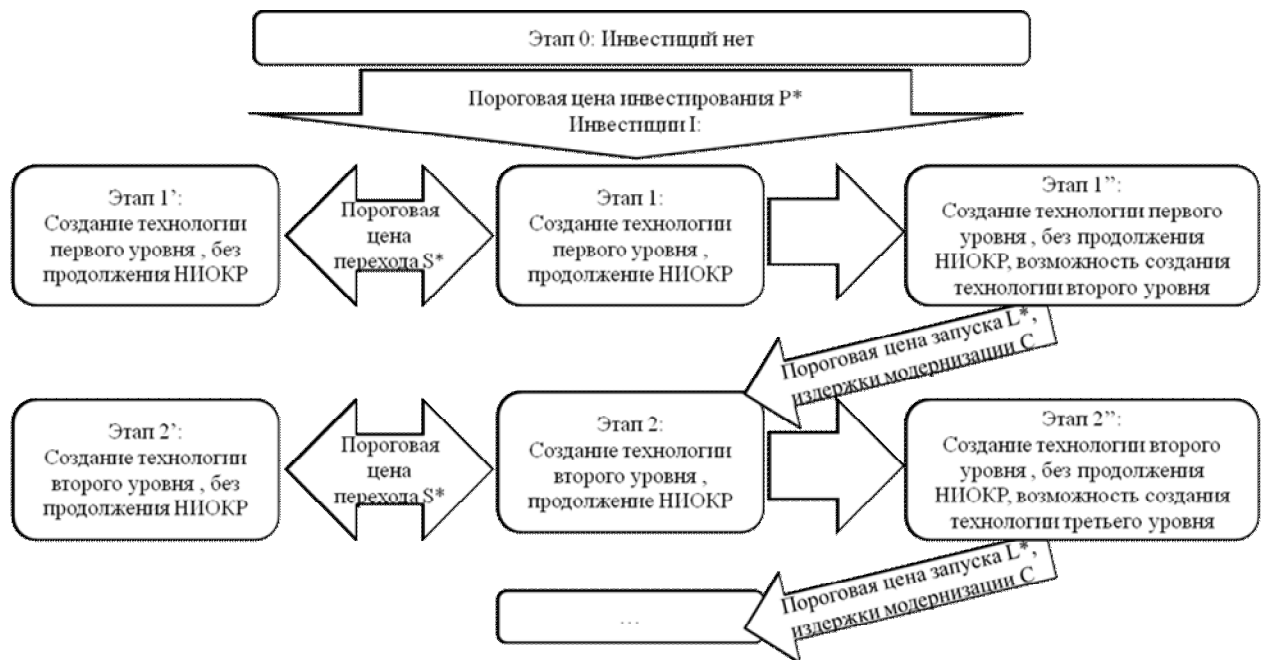 Этап 0: Инвестиций нет
Пороговая цена инвестирования P*
Инвестиции I:
Этап 1`:
Создание технологии
первого уровня , без
продолжения НИОКР
Пороговая
цена
перехода S*
Этап 1:
Создание технологии
первого уровня ,
продолжение НИОКР
Этап 1”:
Создание технологии первого
уровня , без продолжения
НИОКР, возможность создания
технологии второго уровня
Пороговая цена запуска L*,
издержки модернизации C
Этап 2`:
Создание технологии
второго уровня , без
продолжения НИОКР
Пороговая
цена
перехода S*
Этап 2:
Создание технологии
второго уровня ,
продолжение НИОКР
Этап 2”:
Создание технологии второго
уровня , без продолжения
НИОКР, возможность создания
технологии третьего уровня
Пороговая цена запуска L*,
издержки модернизации C
…